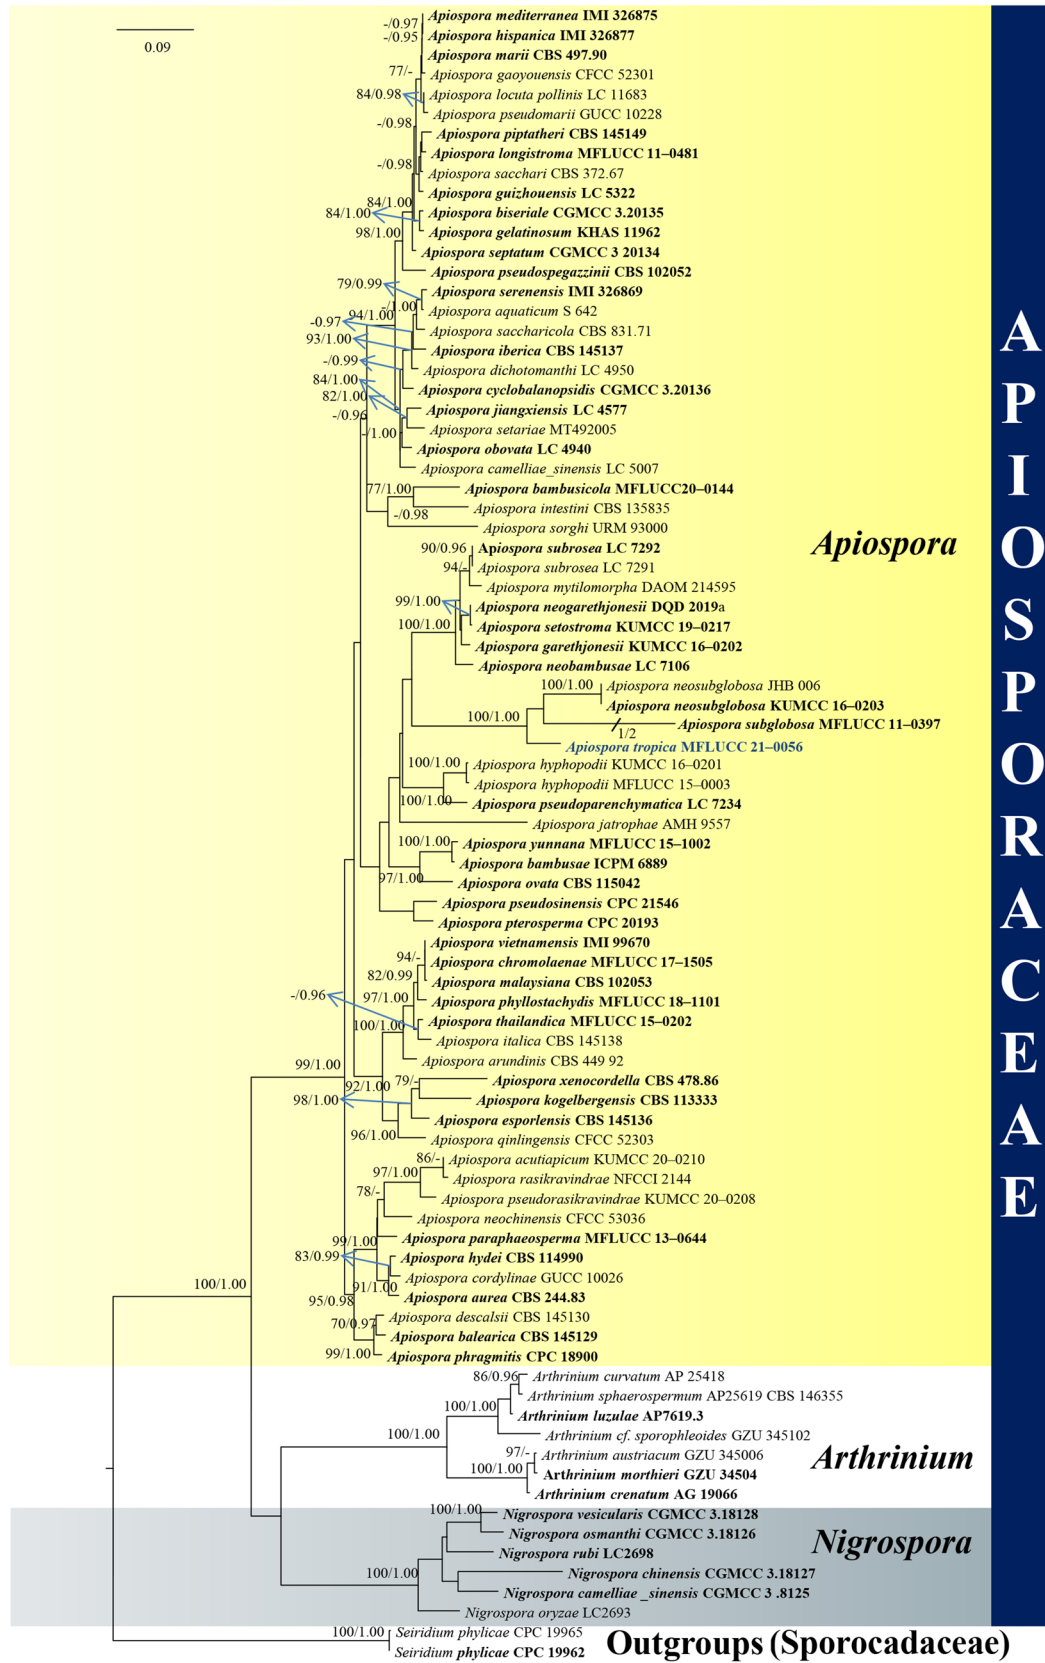 0.09
-/0.97
Apiospora mediterranea IMI 326875
-/0.95
Apiospora hispanica IMI 326877
Apiospora marii CBS 497.90
77/-
Apiospora gaoyouensis CFCC 52301
84/0.98
Apiospora locuta pollinis LC 11683
Apiospora pseudomarii GUCC 10228
-/0.98
Apiospora piptatheri CBS 145149
Apiospora longistroma MFLUCC 11–0481
-/0.98
Apiospora sacchari CBS 372.67
Apiospora guizhouensis LC 5322
84/1.00
84/1.00
Apiospora biseriale CGMCC 3.20135
98/1.00
Apiospora gelatinosum KHAS 11962
Apiospora septatum CGMCC 3 20134
Apiospora pseudospegazzinii CBS 102052
79/0.99
Apiospora serenensis IMI 326869
-/1.00
Apiospora aquaticum S 642
94/1.00
-0.97
Apiospora saccharicola CBS 831.71
93/1.00
Apiospora iberica CBS 145137
-/0.99
Apiospora dichotomanthi LC 4950
84/1.00
Apiospora cyclobalanopsidis CGMCC 3.20136
82/1.00
Apiospora jiangxiensis LC 4577
-/0.96
Apiospora setariae MT492005
-/1.00
Apiospora obovata LC 4940
Apiospora camelliae_sinensis LC 5007
77/1.00
Apiospora bambusicola MFLUCC20–0144
Apiospora intestini CBS 135835
-/0.98
Apiospora sorghi URM 93000
90/0.96
Apiospora subrosea LC 7292
Apiospora
94/-
Apiospora subrosea LC 7291
Apiospora mytilomorpha DAOM 214595
99/1.00
Apiospora neogarethjonesii DQD 2019a
100/1.00
Apiospora setostroma KUMCC 19–0217
Apiospora garethjonesii KUMCC 16–0202
Apiospora neobambusae LC 7106
100/1.00
Apiospora neosubglobosa JHB 006
Apiospora neosubglobosa KUMCC 16–0203
100/1.00
Apiospora subglobosa MFLUCC 11–0397
1/2
Apiospora tropica MFLUCC 21–0056
100/1.00
Apiospora hyphopodii KUMCC 16–0201
Apiospora hyphopodii MFLUCC 15–0003
100/1.00
Apiospora pseudoparenchymatica LC 7234
Apiospora jatrophae AMH 9557
100/1.00
Apiospora yunnana MFLUCC 15–1002
Apiospora bambusae ICPM 6889
97/1.00
Apiospora ovata CBS 115042
Apiospora pseudosinensis CPC 21546
Apiospora pterosperma CPC 20193
Apiospora vietnamensis IMI 99670
94/-
Apiospora chromolaenae MFLUCC 17–1505
82/0.99
Apiospora malaysiana CBS 102053
-/0.96
97/1.00
Apiospora phyllostachydis MFLUCC 18–1101
100/1.00
Apiospora thailandica MFLUCC 15–0202
Apiospora italica CBS 145138
Apiospora arundinis CBS 449 92
99/1.00
92/1.00
79/-
Apiospora xenocordella CBS 478.86
98/1.00
Apiospora kogelbergensis CBS 113333
Apiospora esporlensis CBS 145136
96/1.00
Apiospora qinlingensis CFCC 52303
86/-
Apiospora acutiapicum KUMCC 20–0210
97/1.00
Apiospora rasikravindrae NFCCI 2144
78/-
Apiospora pseudorasikravindrae KUMCC 20–0208
Apiospora neochinensis CFCC 53036
99/1.00
Apiospora paraphaeosperma MFLUCC 13–0644
83/0.99
Apiospora hydei CBS 114990
Apiospora cordylinae GUCC 10026
100/1.00
91/1.00
Apiospora aurea CBS 244.83
95/0.98
Apiospora descalsii CBS 145130
70/0.97
Apiospora balearica CBS 145129
99/1.00
Apiospora phragmitis CPC 18900
86/0.96
Arthrinium curvatum AP 25418
Arthrinium sphaerospermum AP25619 CBS 146355
100/1.00
Arthrinium luzulae AP7619.3
100/1.00
Arthrinium cf. sporophleoides GZU 345102
97/-
Arthrinium austriacum GZU 345006
Arthrinium
100/1.00
Arthrinium morthieri GZU 34504
Arthrinium crenatum AG 19066
100/1.00
Nigrospora vesicularis CGMCC 3.18128
Nigrospora osmanthi CGMCC 3.18126
Nigrospora
Nigrospora rubi LC2698
100/1.00
Nigrospora chinensis CGMCC 3.18127
Nigrospora camelliae _sinensis CGMCC 3 .8125
Nigrospora oryzae LC2693
100/1.00
Seiridium phylicae CPC 19965
Seiridium phylicae CPC 19962
Outgroups (Sporocadaceae)
APIOSPORACEAE